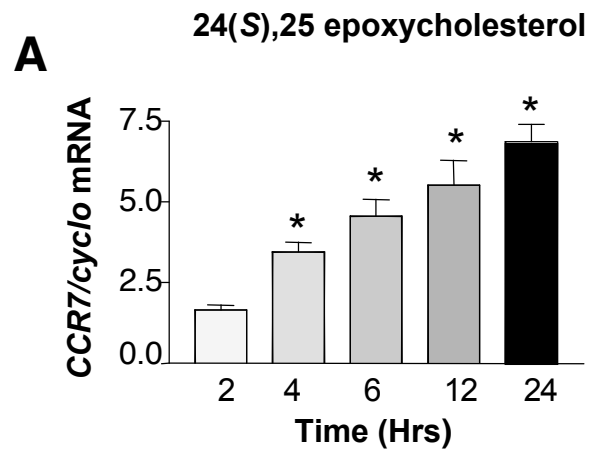 24(S),25 epoxycholesterol
A
CCR7/cyclo mRNA
7.5
5.0
2.5
0.0
* * * *
2 4 6 12 24
Time (Hrs)